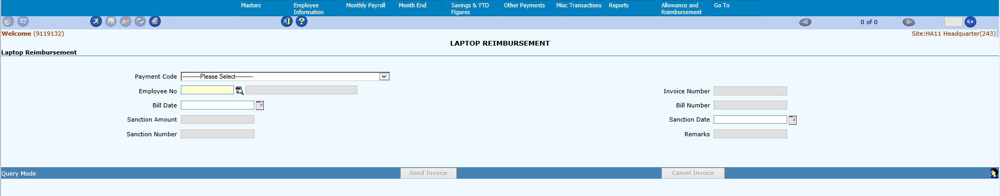 Masters
Employee Information
Monthly Payroll
Month End
Savings & YTD Figures
Other Payments
Misc Transactions
Reports
Allowance and Reimbursement
Go To
?
0 of 0
Go
Welcome (9119132)
Site:HA11 Headquarter(243)
LAPTOP REIMBURSEMENT
Laptop Reimbursement
Payment Code
---------Please Select---------
Employee No
Invoice Number
Bill Date
Bill Number
Sanction Amount
Sanction Date
Sanction Number
Remarks
Query Mode
Send Invoice
Cancel Invoice